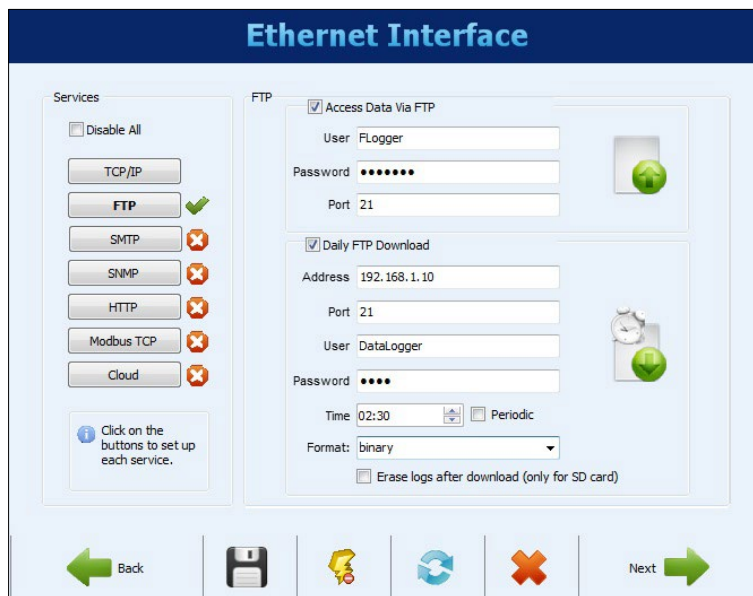 Ethernet Interface
Services
Disable All
TCP/IP
FTP
SMTP
SNMP
HTTP
Modbus TCP
Cloud
Click on the
buttons to set up
each service.
FTP
Access Data Via FTP
User FLogger
Password •••••••
Port 21
Daily FTP Download
Address 192.168.1.10
Port 21
User DataLogger
Password ••••
Time 02:30 Periodic
Format: binary
Erase logs after download (only for SD card)
Back
Next